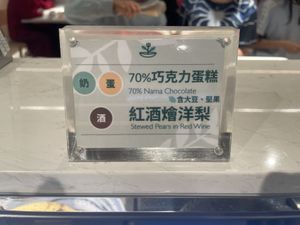 奶 蛋 70%巧克力蛋糕
70% Nama Chocolate
含大豆、堅果
酒 紅酒燴洋梨
Stewed Pears in Red Wine